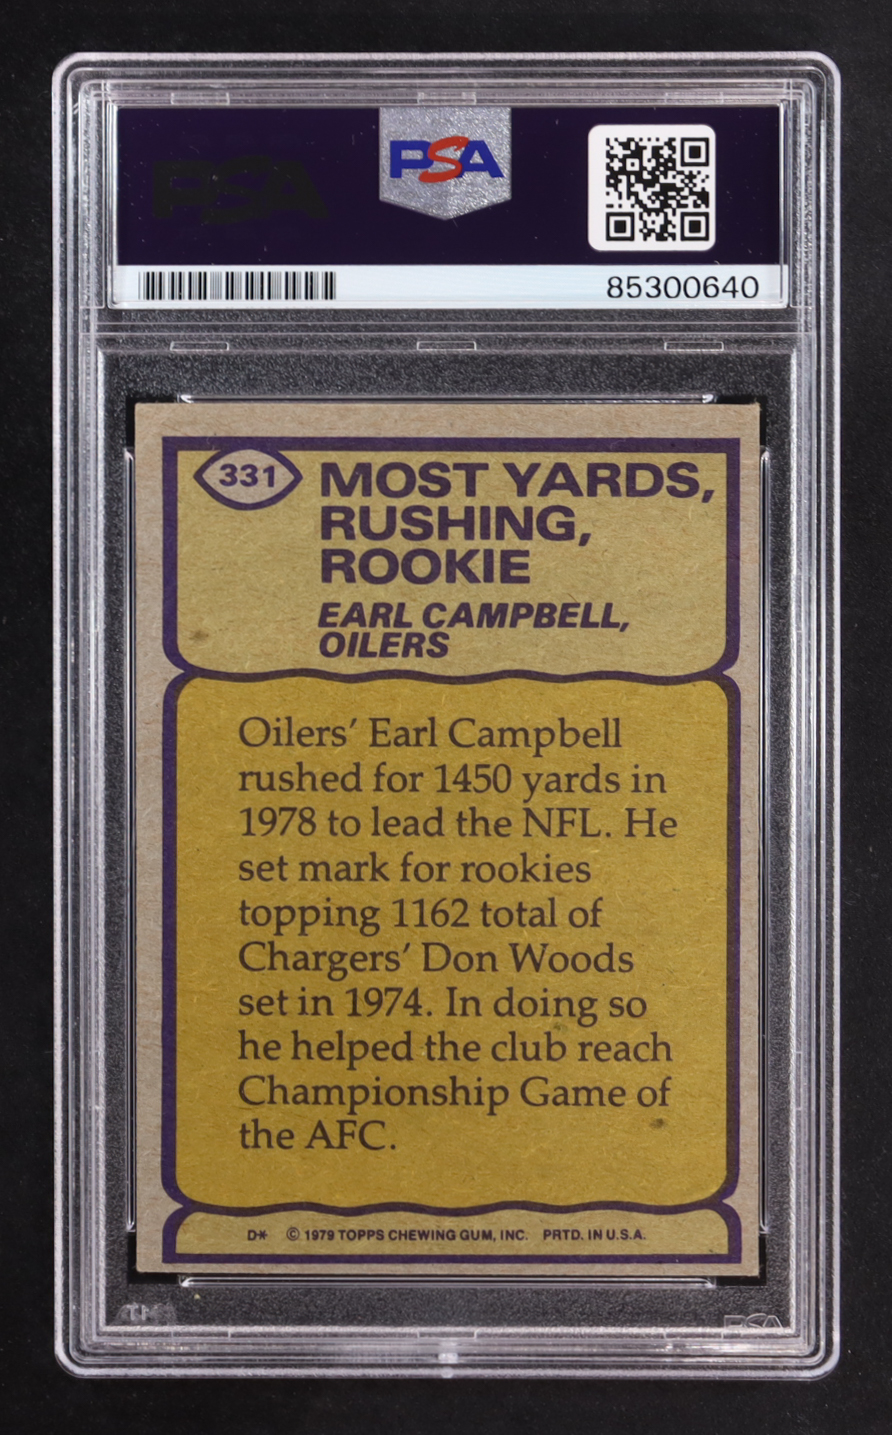 PSA
PSA
85300640
331
MOST YARDS,
RUSHING,
ROOKIE
EARL CAMPBELL,
OILERS
Oilers' Earl Campbell
rushed for 1450 yards in
1978 to lead the NFL. He
set mark for rookies
topping 1162 total of
Chargers' Don Woods
set in 1974. In doing so
he helped the club reach
Championship Game of
the AFC.
D* © 1979 TOPPS CHEWING GUM, INC. PRTD. IN U.S.A.
PSA